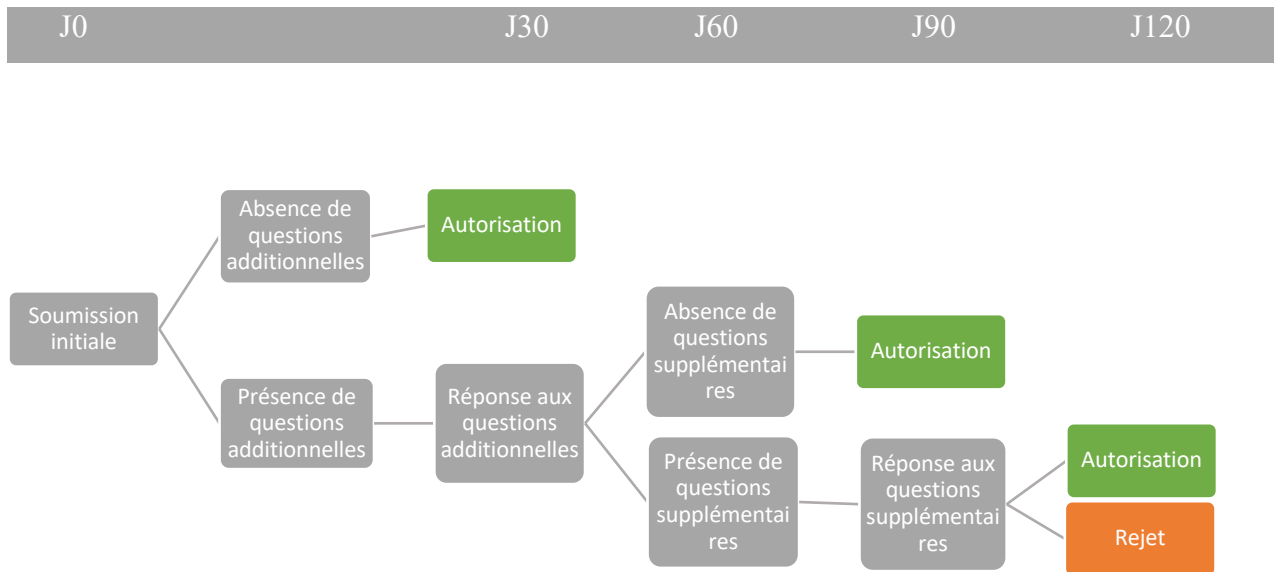 J0 J30 J60 J90 J120
Absence de
questions
additionnelles
Autorisation
Soumission
initiale
Absence de
questions
supplémentai
res
Autorisation
Présence de
questions
additionnelles
Réponse aux
questions
additionnelles
Présence de
questions
supplémentai
res
Réponse aux
questions
supplémentai
res
Autorisation
Rejet